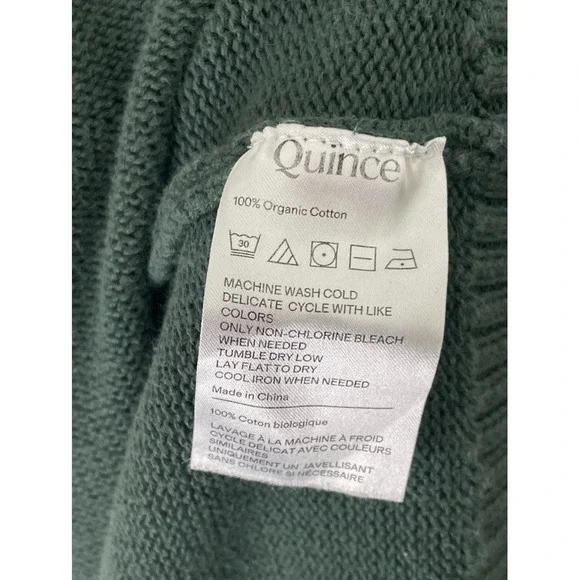 Quince
100% Organic Cotton
30
MACHINE WASH COLD
DELICATE CYCLE WITH LIKE
COLORS
ONLY NON-CHLORINE BLEACH
WHEN NEEDED
TUMBLE DRY LOW
LAY FLAT TO DRY
COOL IRON WHEN NEEDED
Made in China
100% Coton biologique
LAVAGE À LA MACHINE À FROID
CYCLE DÉLICAT AVEC COULEURS
SIMILAIRES
UNIQUEMENT UN JAVELLISANT
SANS CHLORE SI NÉCESSAIRE